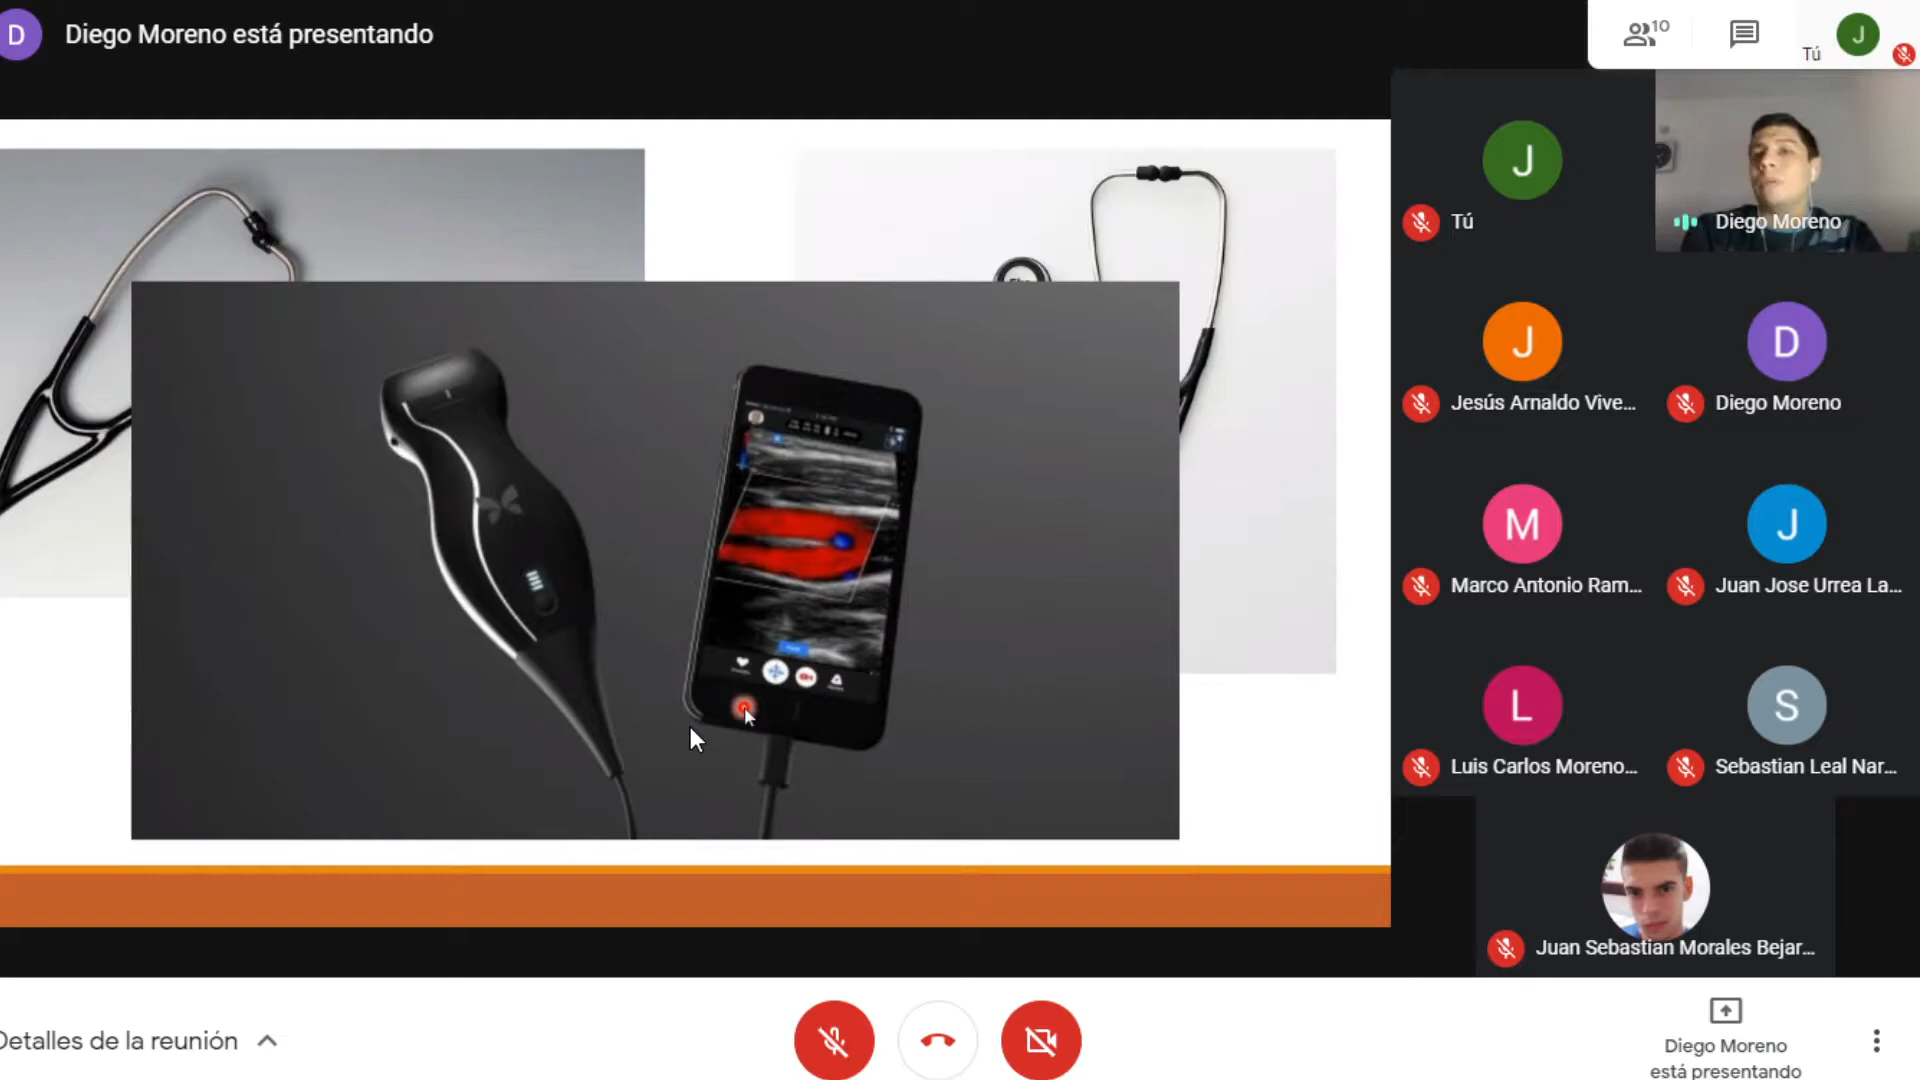 D
Diego Moreno está presentando
10
Tú
J
J
Tú
Diego Moreno
J
Jesús Arnaldo Vive...
D
Diego Moreno
M
Marco Antonio Ram...
J
Juan Jose Urrea La...
L
Luis Carlos Moreno...
S
Sebastian Leal Nar...
Juan Sebastian Morales Bejar...
Detalles de la reunión
Diego Moreno
está presentando